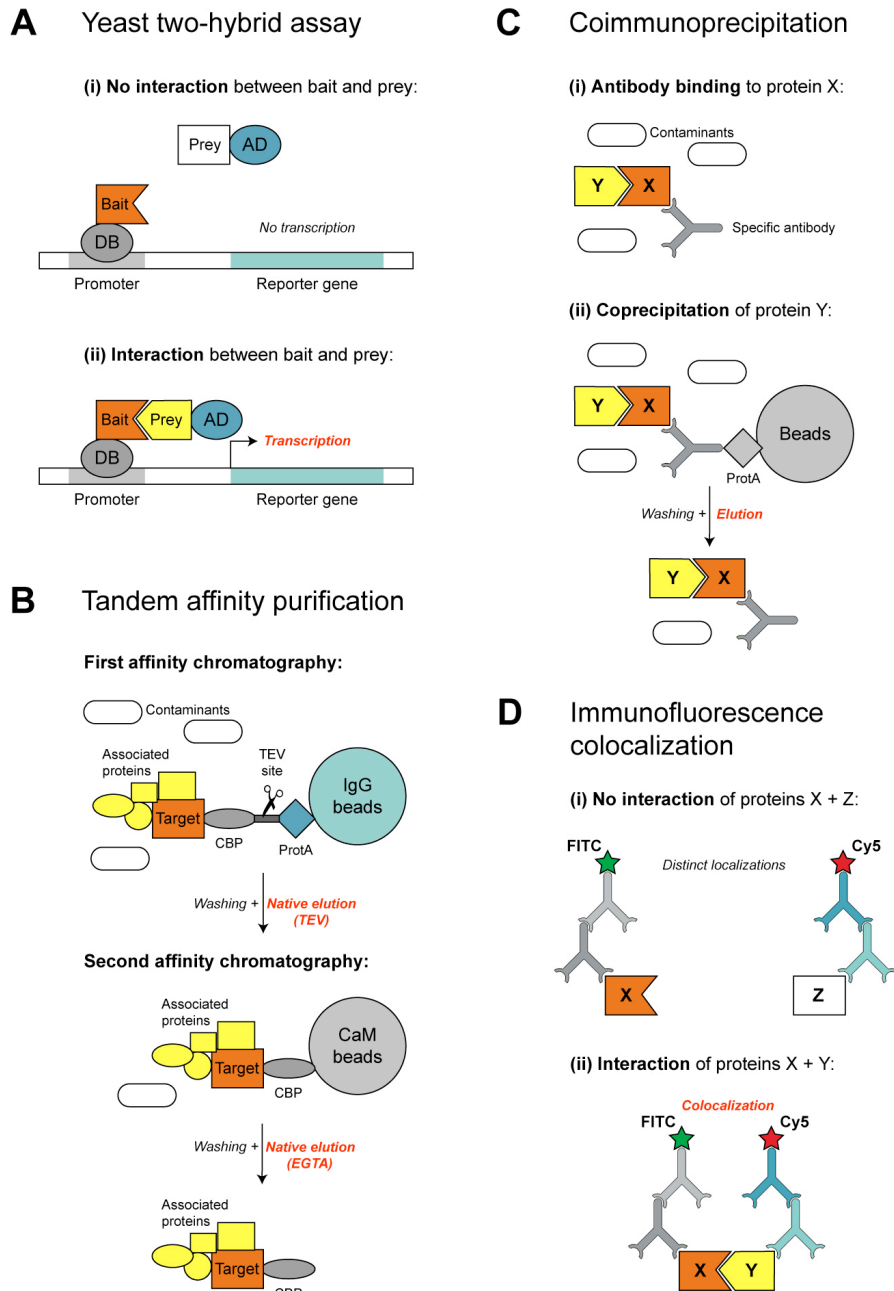 A Yeast two-hybrid assay
(i) No interaction between bait and prey:
Prey AD
Bait
DB
No transcription
Promoter Reporter gene
(ii) Interaction between bait and prey:
Bait Prey AD
DB
Transcription
Promoter Reporter gene
B Tandem affinity purification
First affinity chromatography:
Contaminants
Associated
proteins
TEV
site
IgG
beads
Target
CBP
ProtA
Washing + Native elution
(TEV)
Second affinity chromatography:
Associated
proteins
CaM
beads
Target
CBP
Washing + Native elution
(EGTA)
Associated
proteins
Target
CBP
C Coimmunoprecipitation
(i) Antibody binding to protein X:
Contaminants
Y X
Specific antibody
(ii) Coprecipitation of protein Y:
Y X
Beads
ProtA
Washing + Elution
Y X
D Immunofluorescence
colocalization
(i) No interaction of proteins X + Z:
FITC Cy5
Distinct localizations
X Z
(ii) Interaction of proteins X + Y:
Colocalization
FITC Cy5
X Y